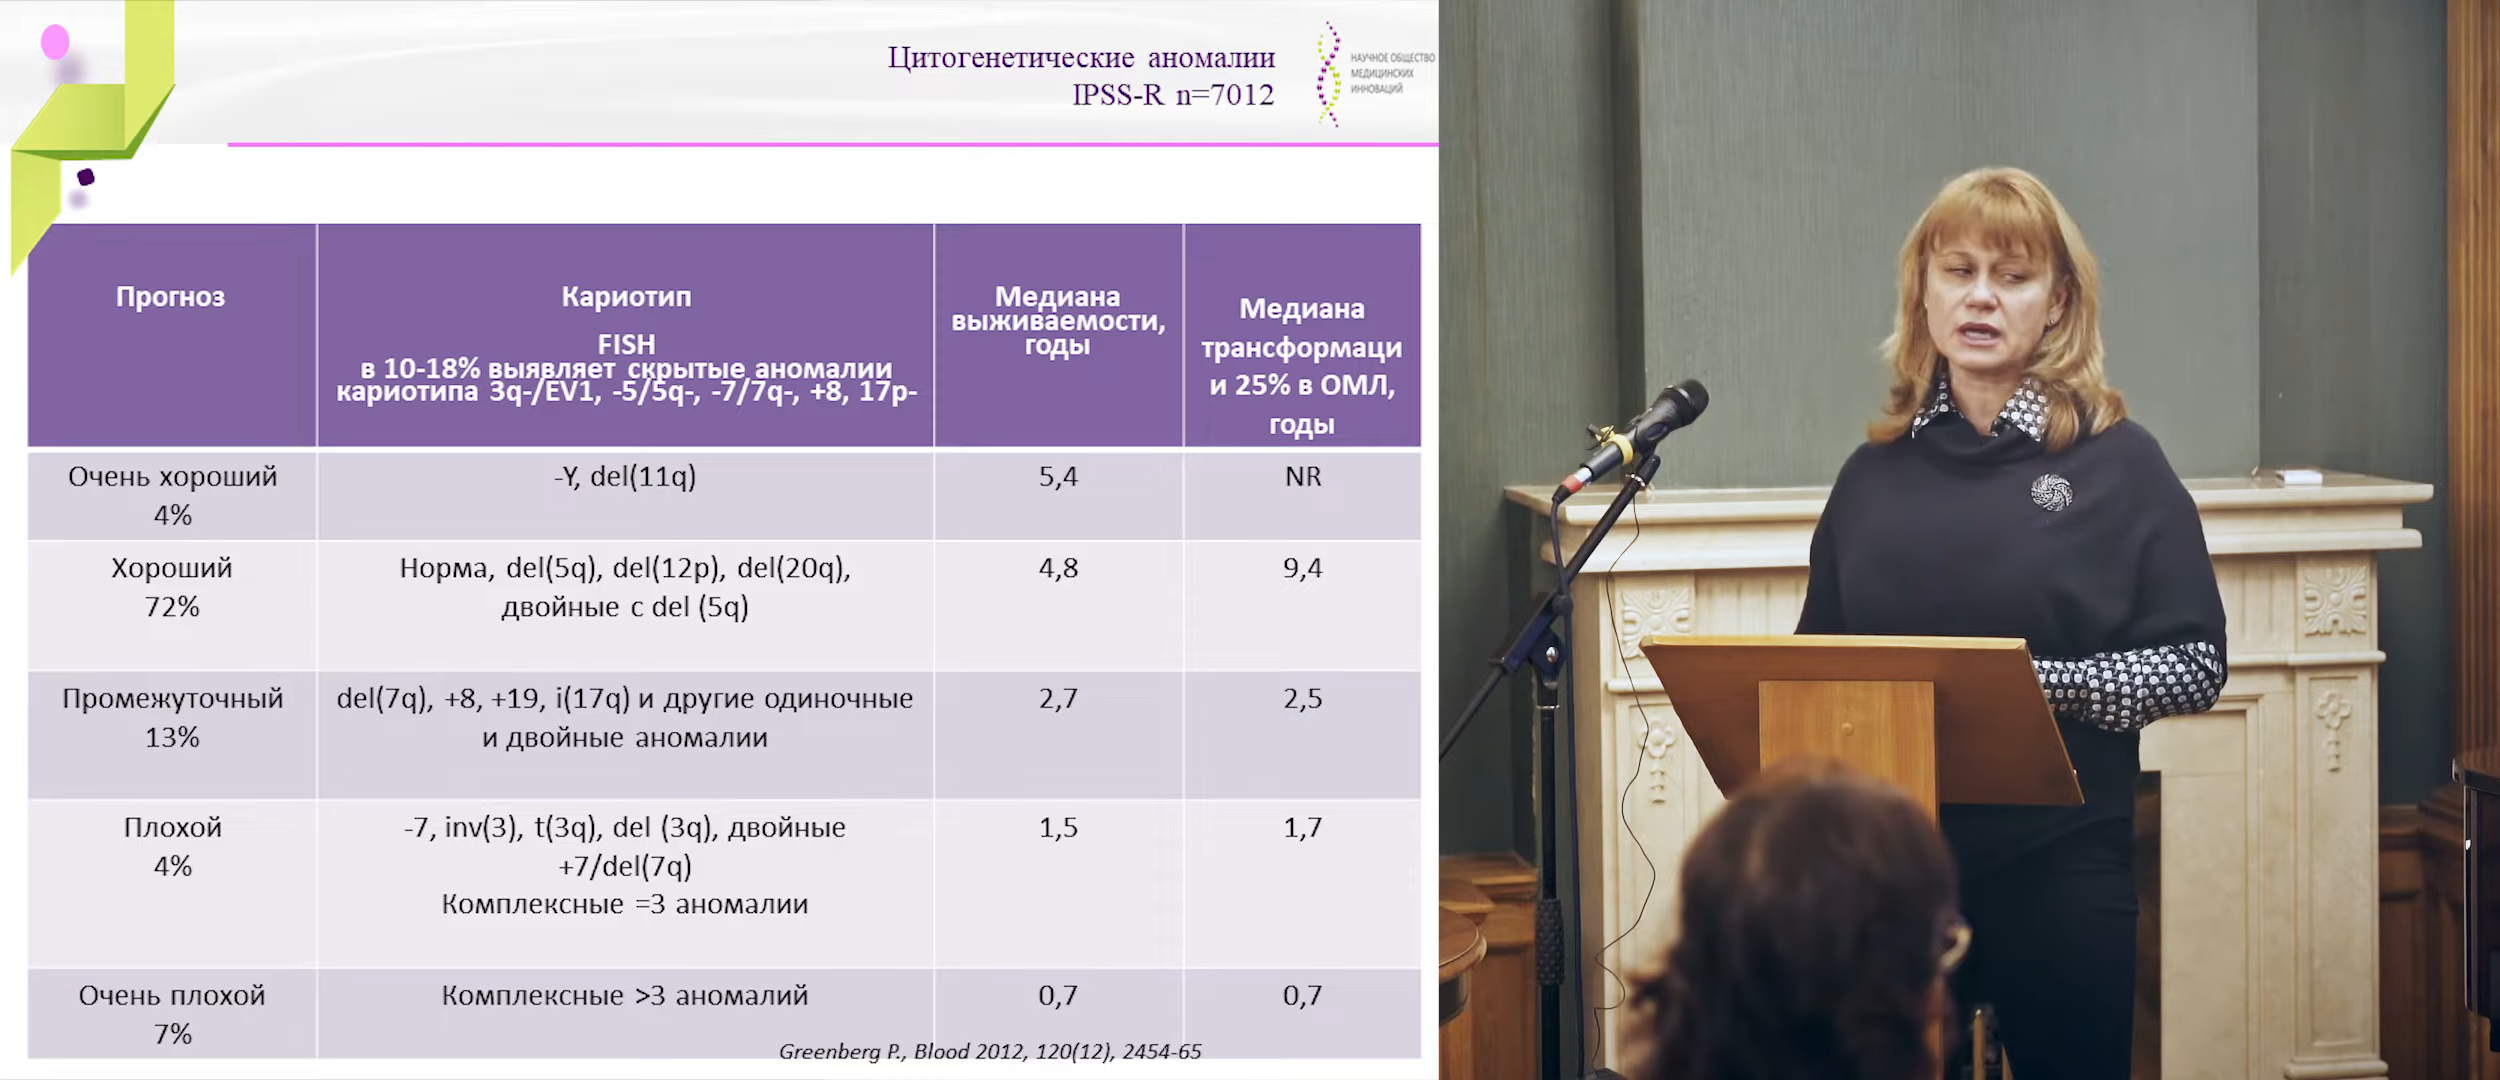 Цитогенетические аномалии
IPSS-R n=7012
НАУЧНОЕ ОБЩЕСТВО
МЕДИЦИНСКИХ
ИННОВАЦИЙ
Прогноз
Кариотип
FISH
в 10-18% выявляет скрытые аномалии
кариотипа 3q-/EV1, -5/5q-, -7/7q-, +8, 17p-
Медиана
выживаемости,
годы
Медиана
трансформаци
и 25% в ОМЛ,
годы
Очень хороший
4%
-Y, del(11q)
5,4
NR
Хороший
72%
Норма, del(5q), del(12p), del(20q),
двойные с del (5q)
4,8
9,4
Промежуточный
13%
del(7q), +8, +19, i(17q) и другие одиночные
и двойные аномалии
2,7
2,5
Плохой
4%
-7, inv(3), t(3q), del (3q), двойные
+7/del(7q)
Комплексные =3 аномалии
1,5
1,7
Очень плохой
7%
Комплексные >3 аномалий
0,7
0,7
Greenberg P., Blood 2012, 120(12), 2454-65